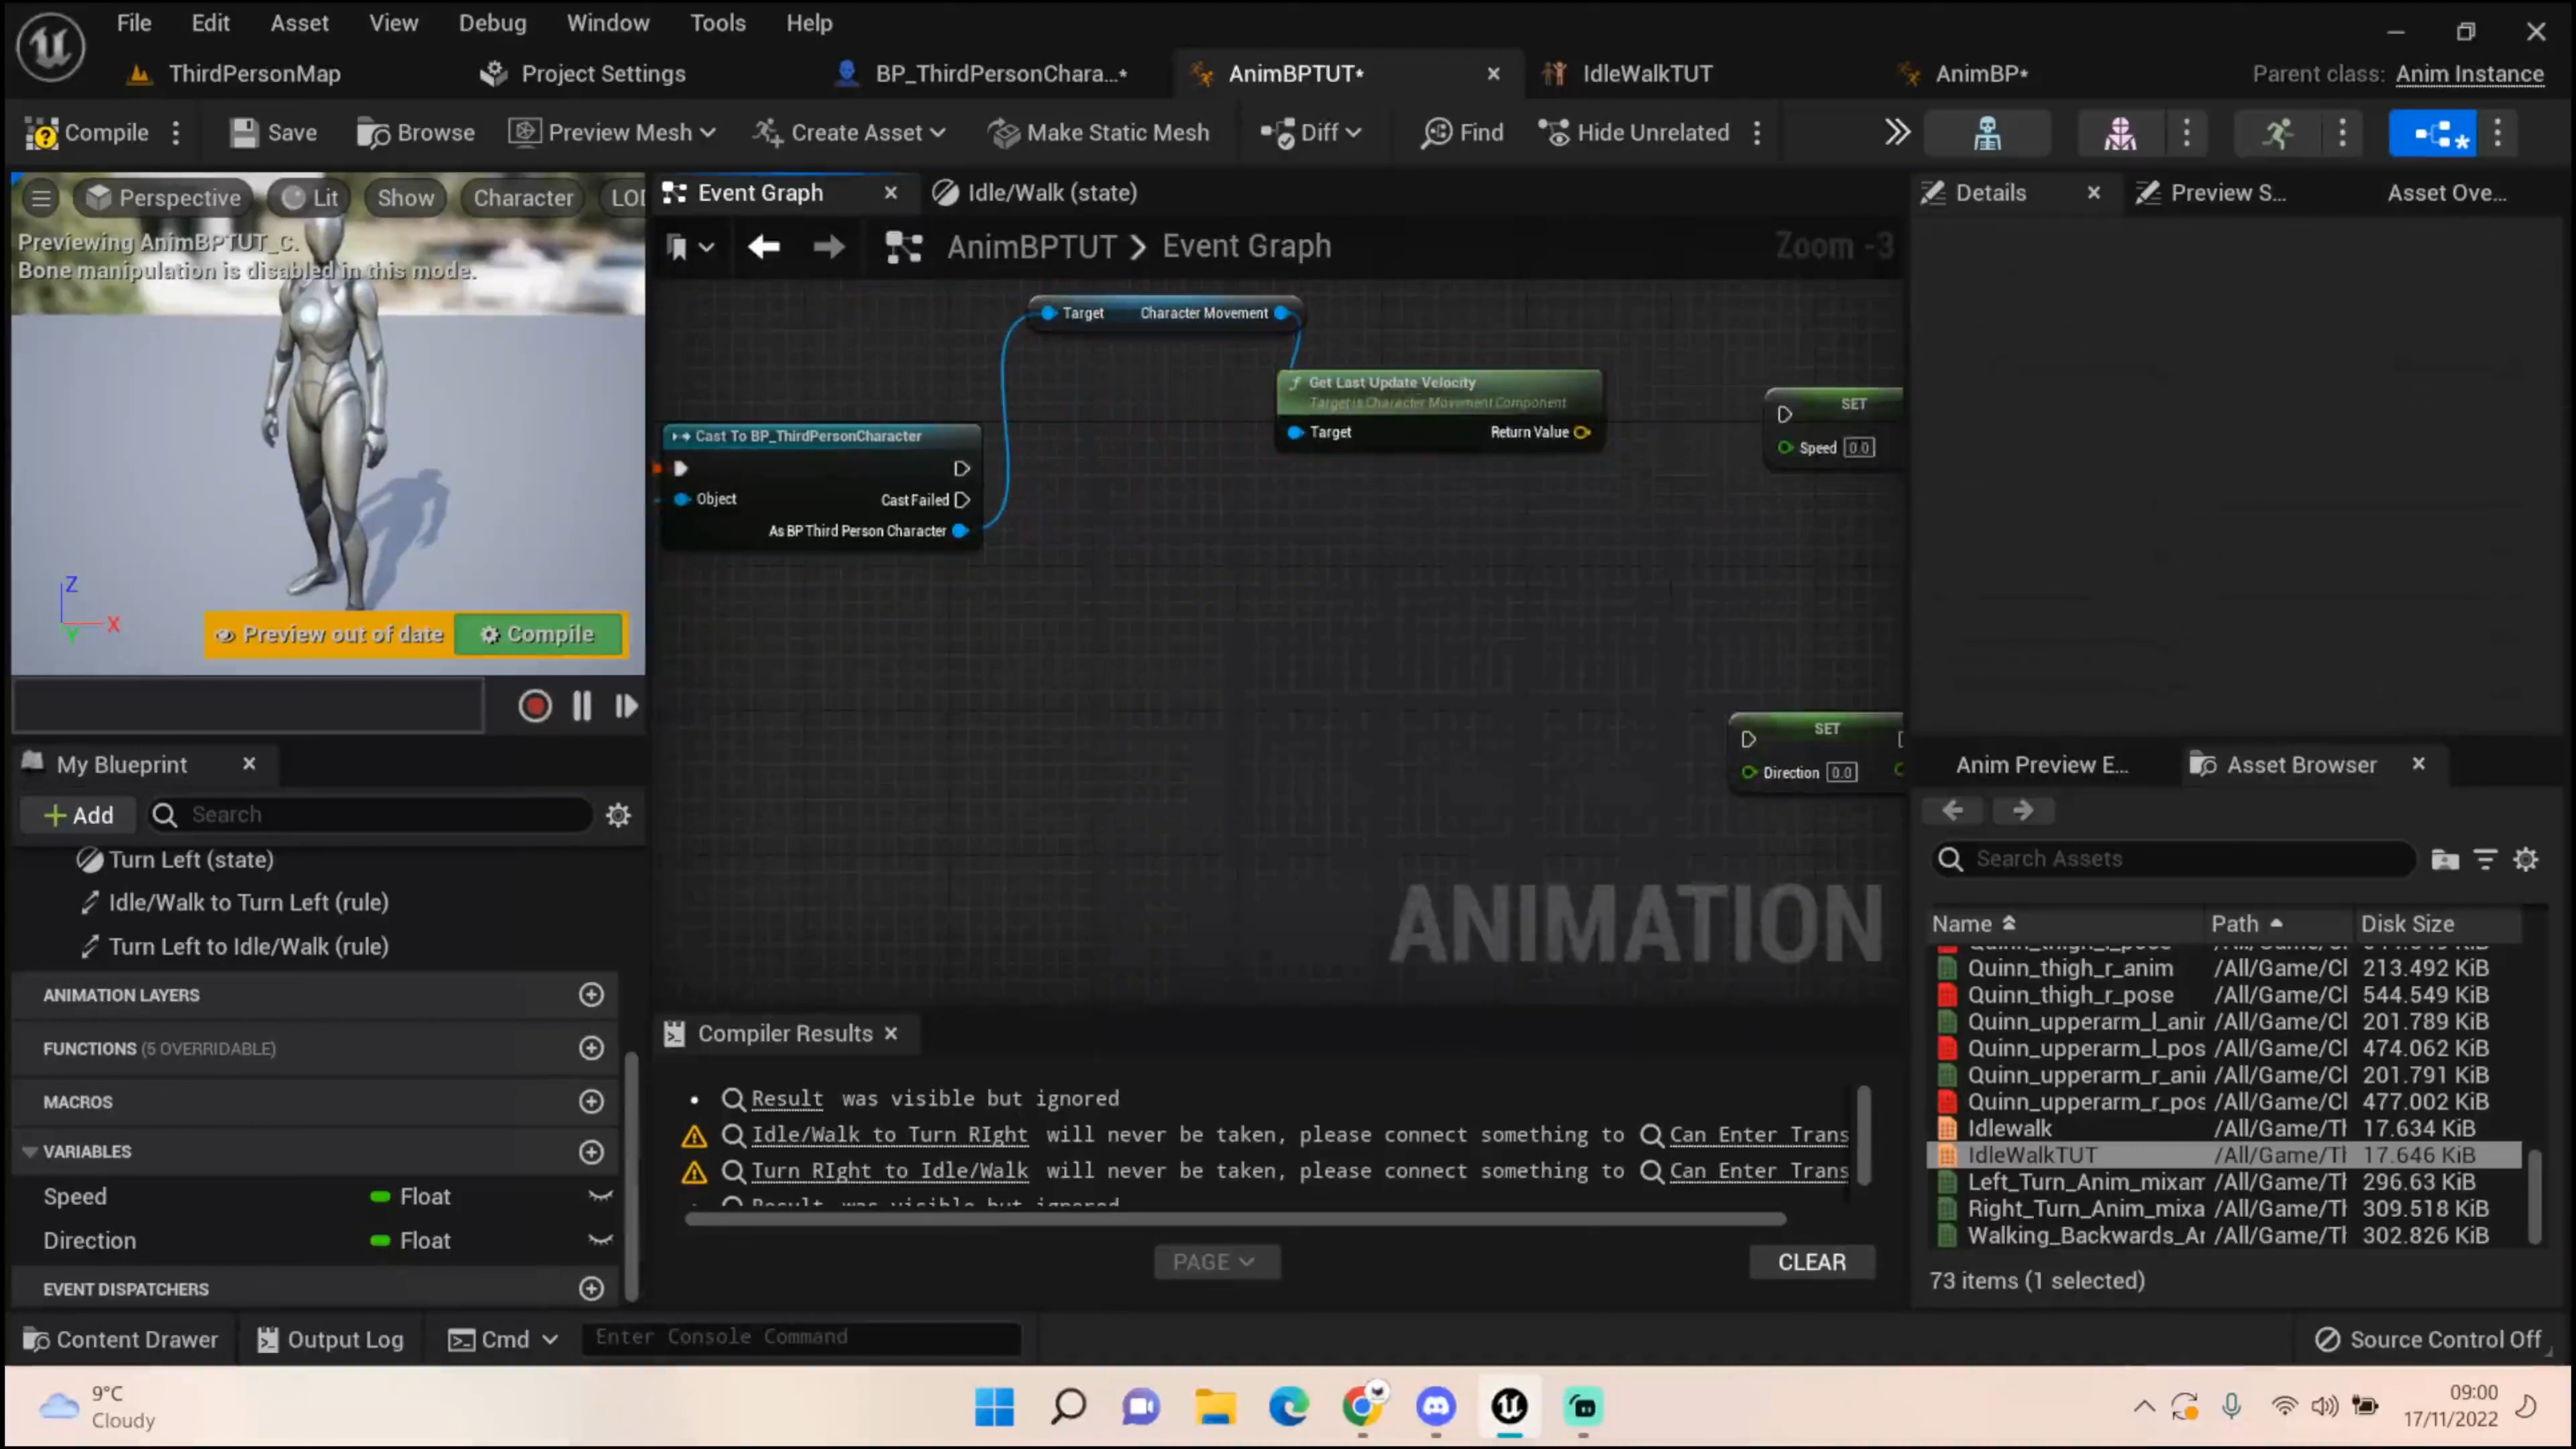 File Edit Asset View Debug Window Tools Help
ThirdPersonMap Project Settings BP_ThirdPersonChara...* AnimBPTUT* IdleWalkTUT AnimBP* Parent class: Anim Instance
Compile Save Browse Preview Mesh Create Asset Make Static Mesh Diff Find Hide Unrelated
Perspective Lit Show Character LOD
Previewing AnimBPTUT_C.
Bone manipulation is disabled in this mode.
Z
X
Y
Preview out of date Compile
Event Graph Idle/Walk (state)
AnimBPTUT > Event Graph Zoom -3
Target Character Movement
Get Last Update Velocity
Target is Character Movement Component
Target Return Value
Cast To BP_ThirdPersonCharacter
Object Cast Failed
As BP Third Person Character
SET
Speed 0.0
SET
Direction 0.0
ANIMATION
Details Preview S... Asset Ove...
My Blueprint
Add Search
Turn Left (state)
Idle/Walk to Turn Left (rule)
Turn Left to Idle/Walk (rule)
ANIMATION LAYERS
FUNCTIONS (5 OVERRIDABLE)
MACROS
VARIABLES
Speed Float
Direction Float
EVENT DISPATCHERS
Compiler Results
Result was visible but ignored
Idle/Walk to Turn RIght will never be taken, please connect something to Can Enter Trans
Turn RIght to Idle/Walk will never be taken, please connect something to Can Enter Trans
Result was visible but ignored
PAGE CLEAR
Anim Preview E... Asset Browser
Search Assets
Name Path Disk Size
Quinn_thigh_l_pose
Quinn_thigh_r_anim /All/Game/Cl 213.492 KiB
Quinn_thigh_r_pose /All/Game/Cl 544.549 KiB
Quinn_upperarm_l_anir /All/Game/Cl 201.789 KiB
Quinn_upperarm_l_pos /All/Game/Cl 474.062 KiB
Quinn_upperarm_r_ani /All/Game/Cl 201.791 KiB
Quinn_upperarm_r_pos /All/Game/Cl 477.002 KiB
Idlewalk /All/Game/Tl 17.634 KiB
IdleWalkTUT /All/Game/Tl 17.646 KiB
Left_Turn_Anim_mixam /All/Game/Tl 296.63 KiB
Right_Turn_Anim_mixa /All/Game/Tl 309.518 KiB
Walking_Backwards_Ar /All/Game/Tl 302.826 KiB
73 items (1 selected)
Content Drawer Output Log Cmd Enter Console Command Source Control Off
9°C
Cloudy
09:00
17/11/2022